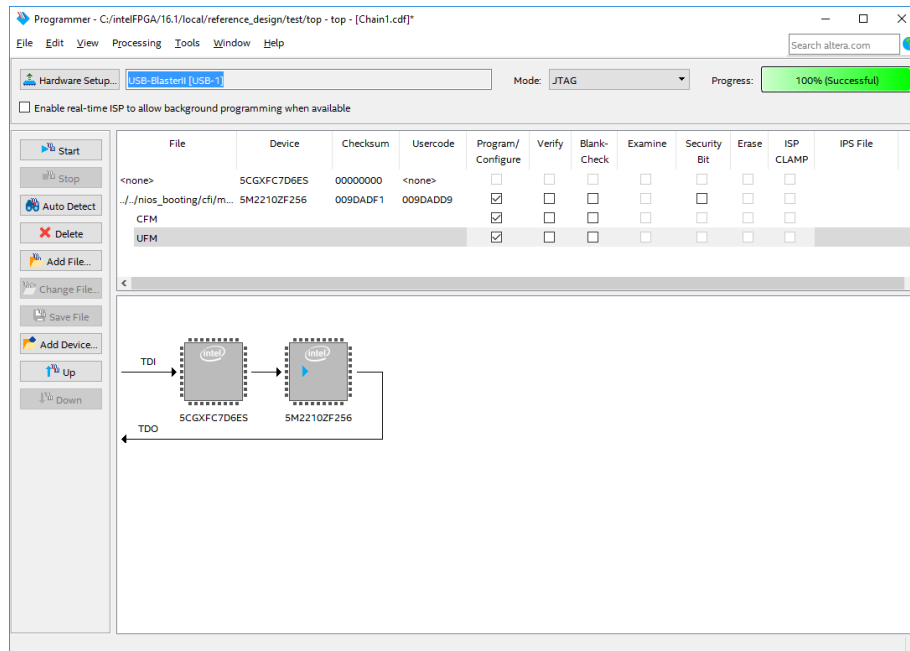 Programmer - C:/intelFPGA/16.1/local/reference_design/test/top - top - [Chain1.cdf]*
File Edit View Processing Tools Window Help
Search altera.com
Hardware Setup... USB-BlasterII [USB-1] Mode: JTAG Progress: 100% (Successful)
Enable real-time ISP to allow background programming when available
Start
Stop
Auto Detect
Delete
Add File...
Change File...
Save File
Add Device...
Up
Down
File Device Checksum Usercode Program/ Verify Blank- Examine Security Erase ISP IPS File
Configure Check Bit CLAMP
<none> 5CGXFC7D6ES 00000000 <none>
../../nios_booting/cfi/m... 5M2210ZF256 009DADF1 009DADD9
CFM
UFM
intel intel
TDI
5CGXFC7D6ES 5M2210ZF256
TDO